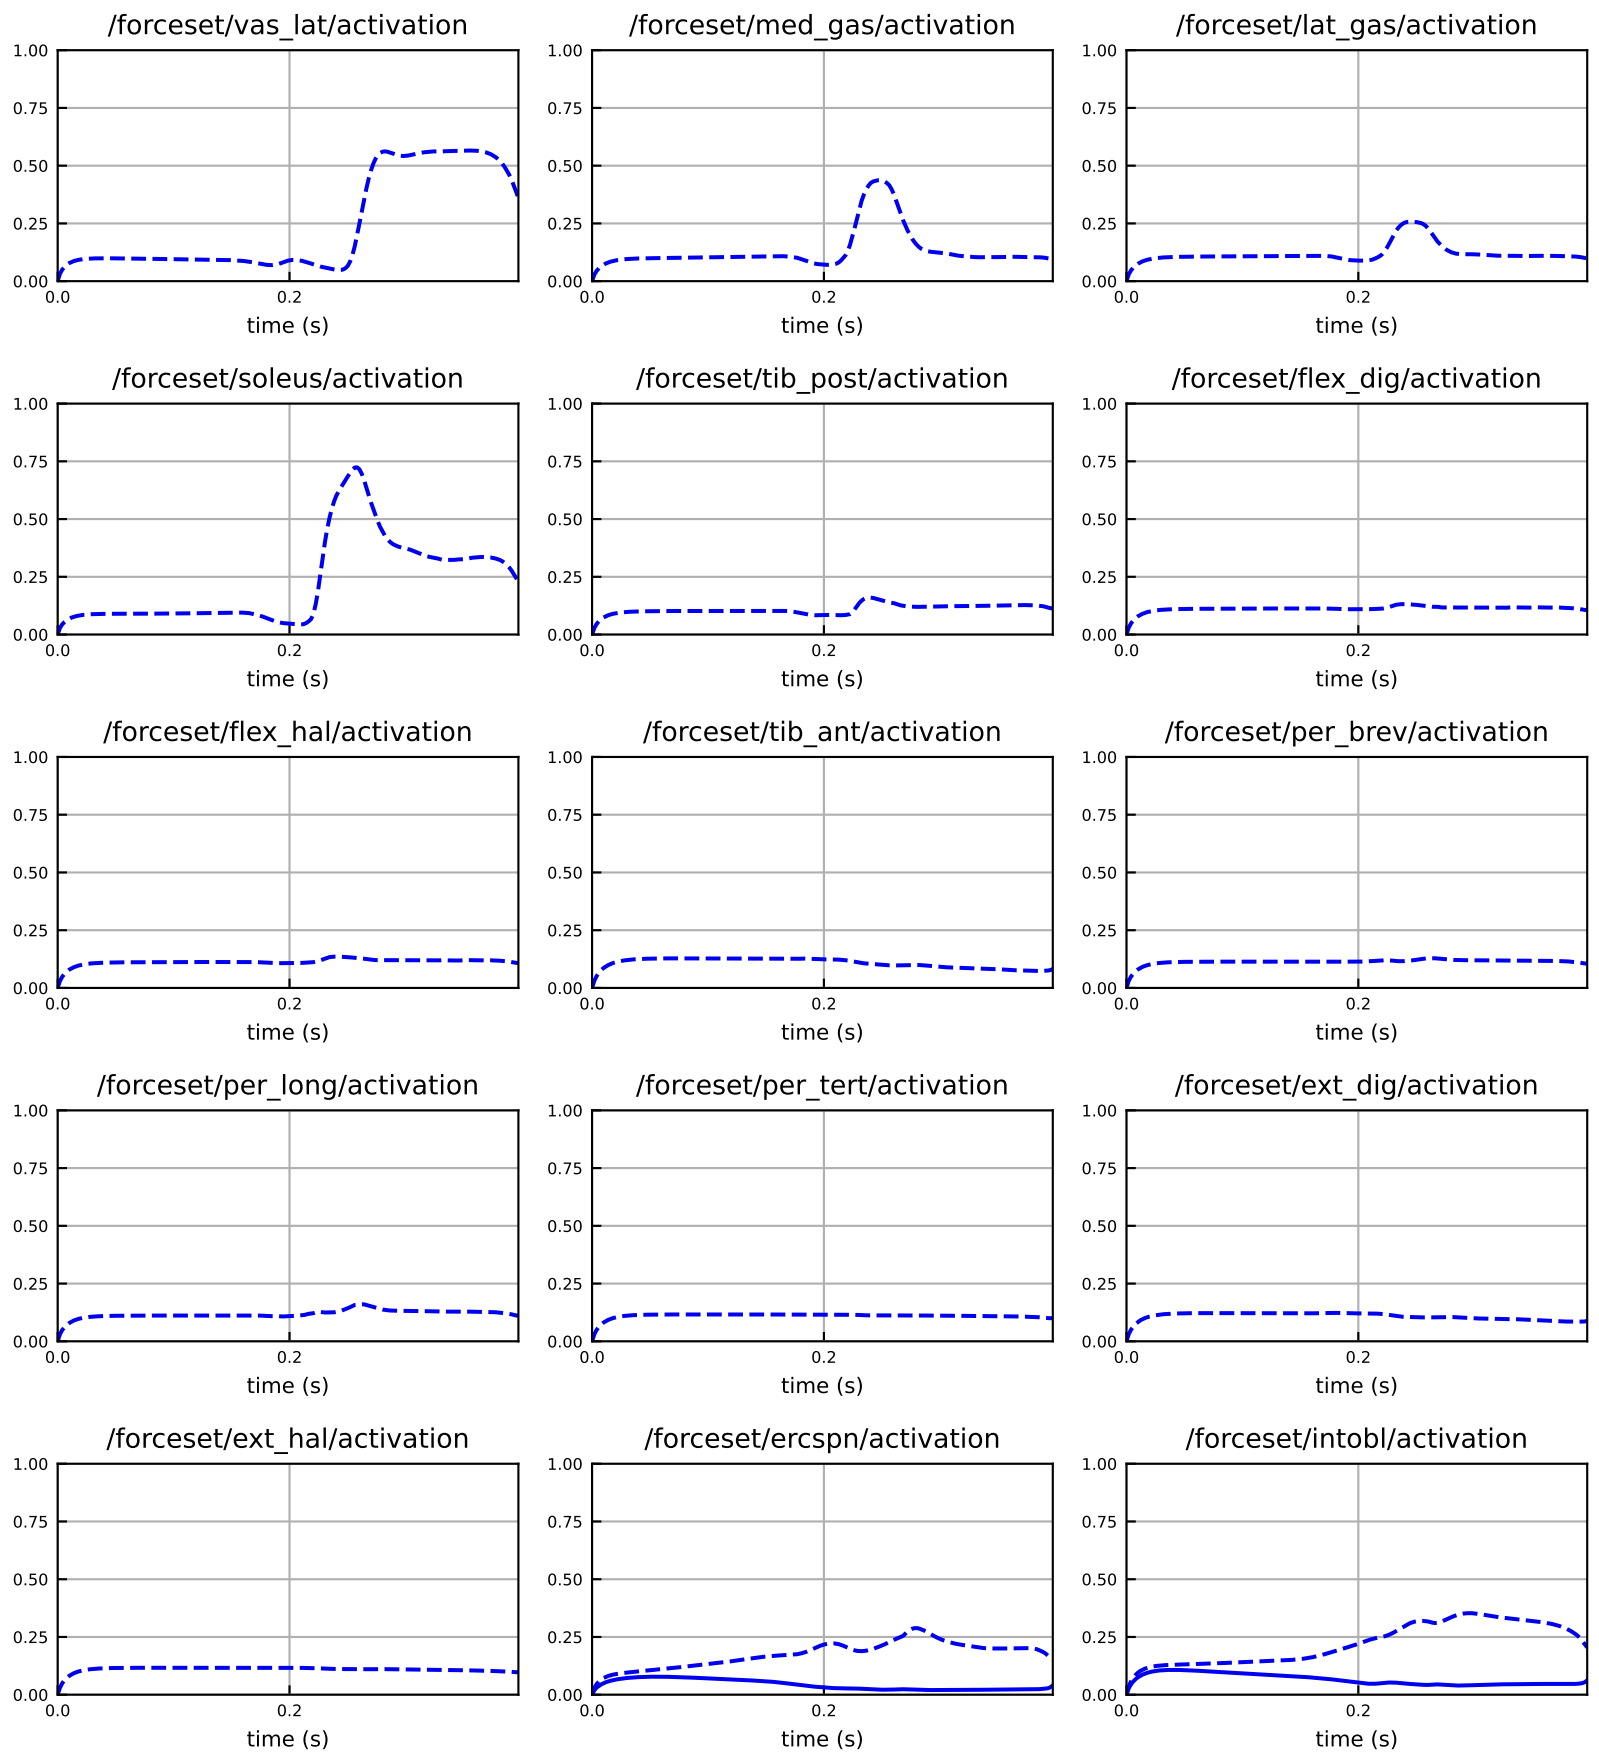 /forceset/vas_lat/activation /forceset/med_gas/activation /forceset/lat_gas/activation
1.00 1.00 1.00
0.75 0.75 0.75
0.50 0.50 0.50
0.25 0.25 0.25
0.00 0.00 0.00
0.0 0.2 0.0 0.2 0.0 0.2
time (s) time (s) time (s)
/forceset/soleus/activation /forceset/tib_post/activation /forceset/flex_dig/activation
1.00 1.00 1.00
0.75 0.75 0.75
0.50 0.50 0.50
0.25 0.25 0.25
0.00 0.00 0.00
0.0 0.2 0.0 0.2 0.0 0.2
time (s) time (s) time (s)
/forceset/flex_hal/activation /forceset/tib_ant/activation /forceset/per_brev/activation
1.00 1.00 1.00
0.75 0.75 0.75
0.50 0.50 0.50
0.25 0.25 0.25
0.00 0.00 0.00
0.0 0.2 0.0 0.2 0.0 0.2
time (s) time (s) time (s)
/forceset/per_long/activation /forceset/per_tert/activation /forceset/ext_dig/activation
1.00 1.00 1.00
0.75 0.75 0.75
0.50 0.50 0.50
0.25 0.25 0.25
0.00 0.00 0.00
0.0 0.2 0.0 0.2 0.0 0.2
time (s) time (s) time (s)
/forceset/ext_hal/activation /forceset/ercspn/activation /forceset/intobl/activation
1.00 1.00 1.00
0.75 0.75 0.75
0.50 0.50 0.50
0.25 0.25 0.25
0.00 0.00 0.00
0.0 0.2 0.0 0.2 0.0 0.2
time (s) time (s) time (s)